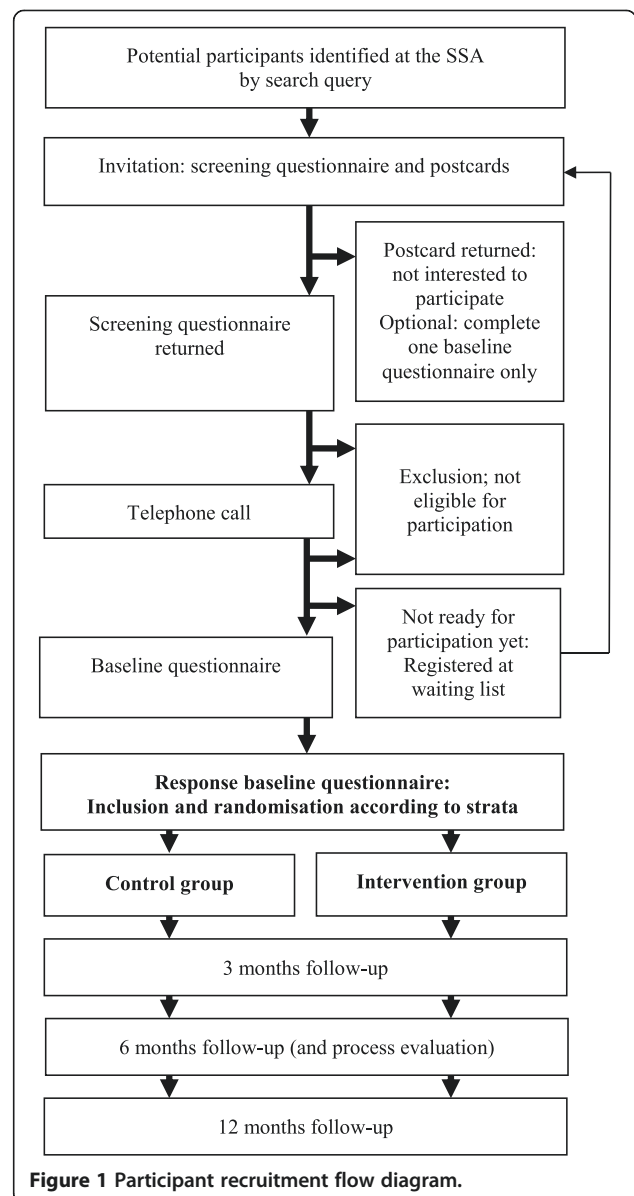 Potential participants identified at the SSA
by search query
Invitation: screening questionnaire and postcards
Postcard returned:
not interested to
participate
Optional: complete
one baseline
questionnaire only
Screening questionnaire
returned
Exclusion; not
eligible for
participation
Telephone call
Not ready for
participation yet:
Registered at
waiting list
Baseline questionnaire
Response baseline questionnaire:
Inclusion and randomisation according to strata
Control group
Intervention group
3 months follow-up
6 months follow-up (and process evaluation)
12 months follow-up
Figure 1 Participant recruitment flow diagram.